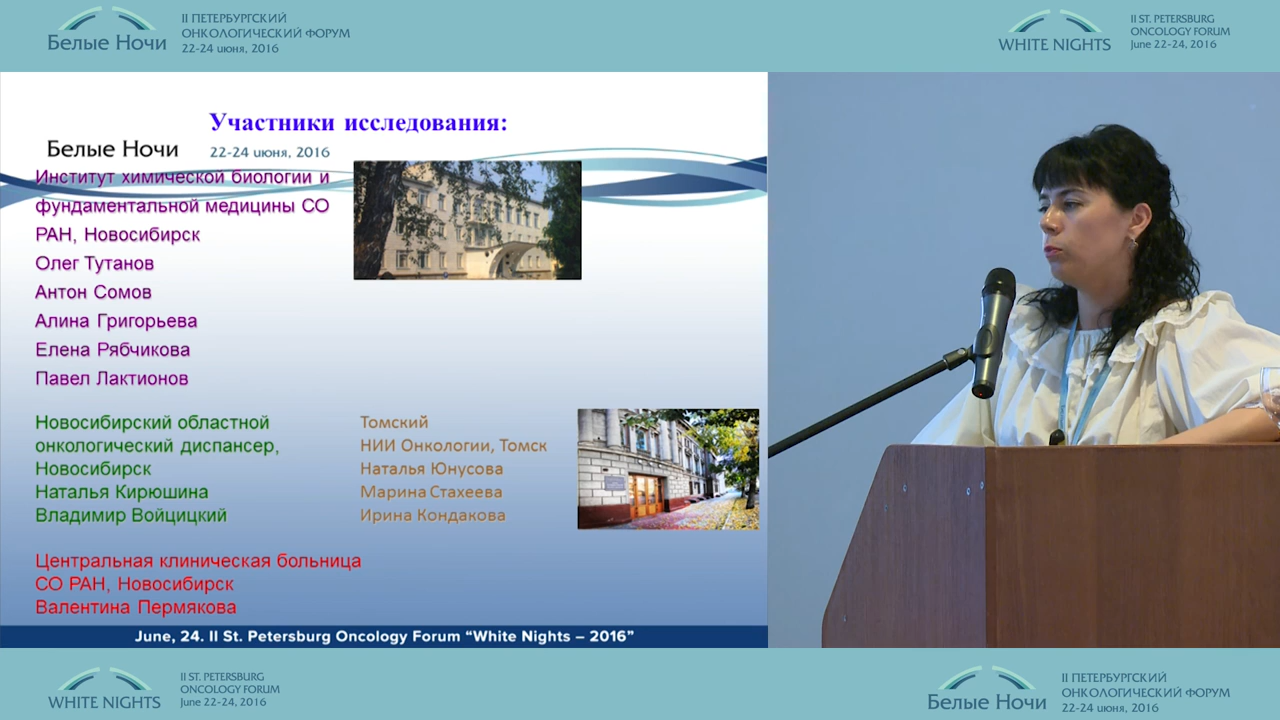 Белые Ночи
II ПЕТЕРБУРГСКИЙ
ОНКОЛОГИЧЕСКИЙ ФОРУМ
22-24 июня, 2016
WHITE NIGHTS
II ST. PETERSBURG
ONCOLOGY FORUM
June 22-24, 2016
Участники исследования:
Белые Ночи
22-24 июня, 2016
Институт химической биологии и
фундаментальной медицины СО
РАН, Новосибирск
Олег Тутанов
Антон Сомов
Алина Григорьева
Елена Рябчикова
Павел Лактионов
Новосибирский областной
онкологический диспансер,
Новосибирск
Наталья Кирюшина
Владимир Войцицкий
Томский
НИИ Онкологии, Томск
Наталья Юнусова
Марина Стахеева
Ирина Кондакова
Центральная клиническая больница
СО РАН, Новосибирск
Валентина Пермякова
June, 24. II St. Petersburg Oncology Forum “White Nights – 2016”
WHITE NIGHTS
II ST. PETERSBURG
ONCOLOGY FORUM
June 22-24, 2016
Белые Ночи
II ПЕТЕРБУРГСКИЙ
ОНКОЛОГИЧЕСКИЙ ФОРУМ
22-24 июня, 2016